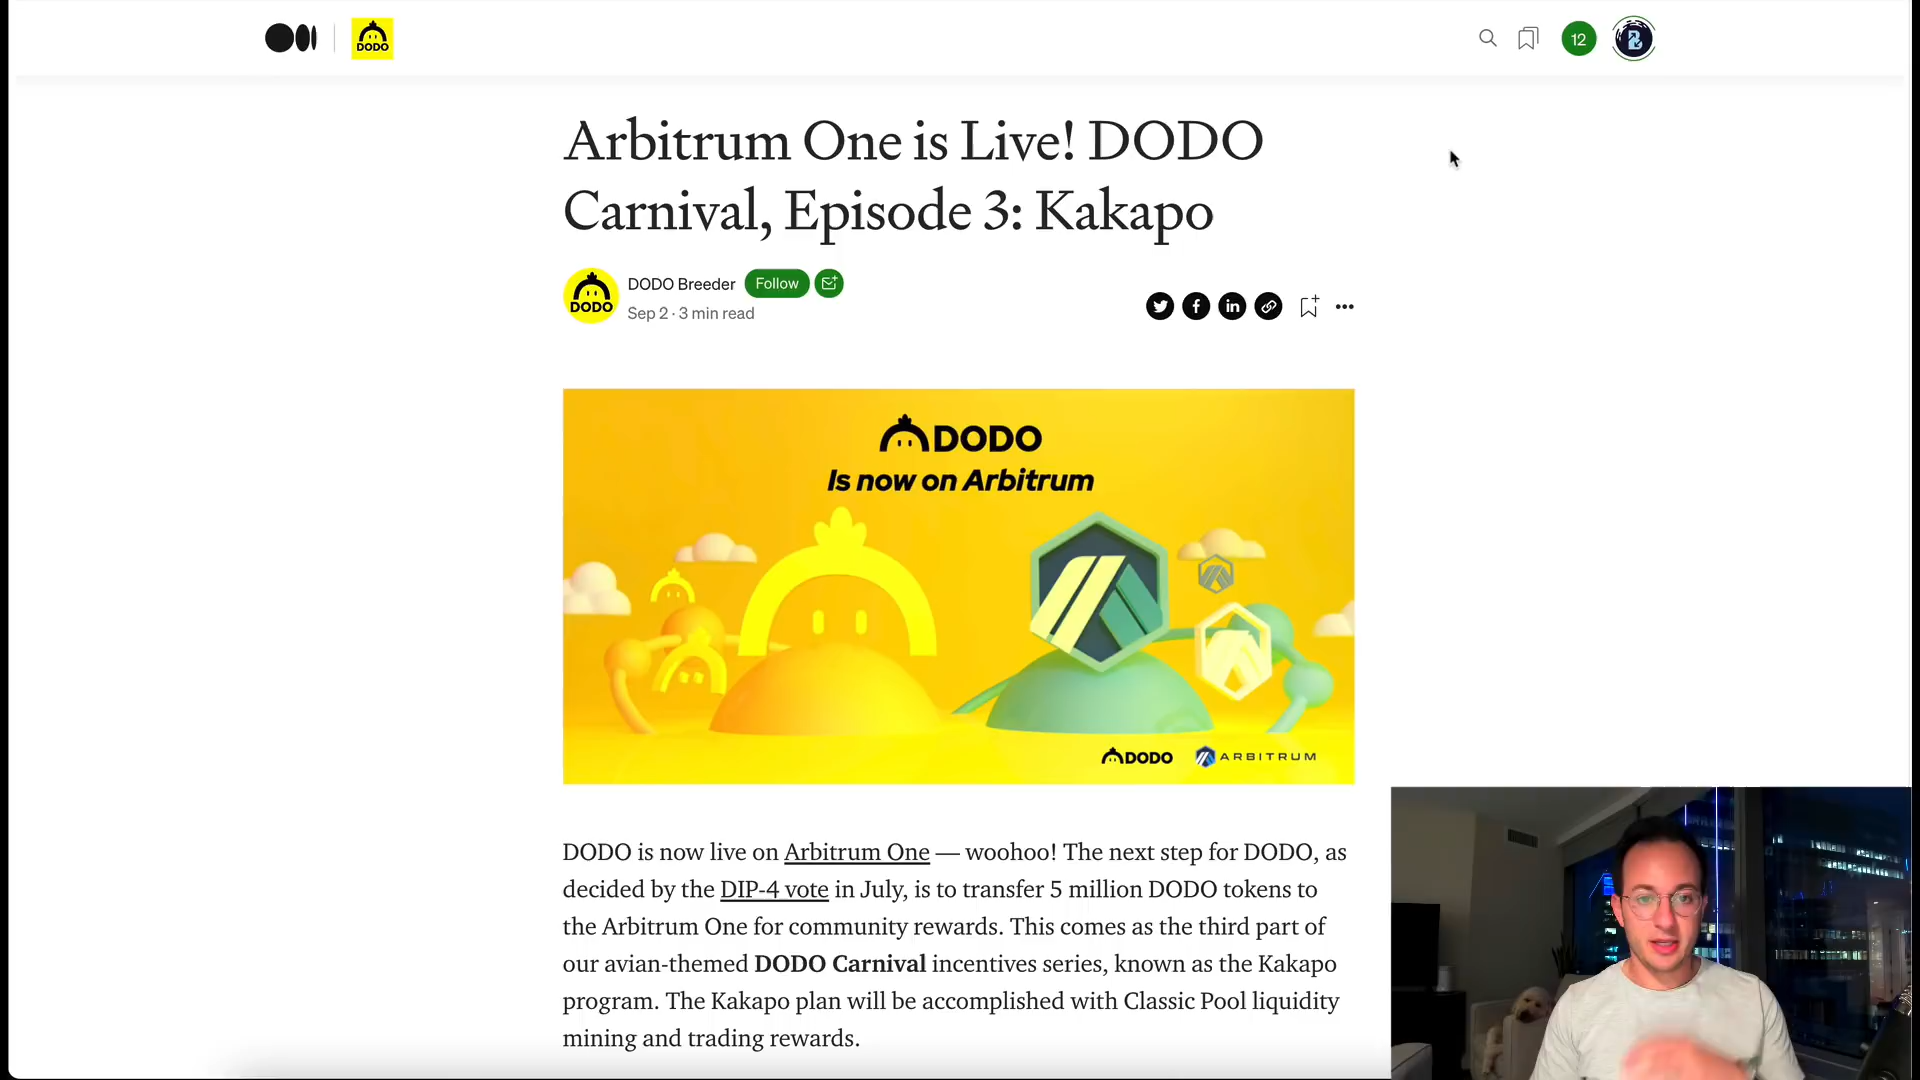 DODO
12
Arbitrum One is Live! DODO
Carnival, Episode 3: Kakapo
DODO
DODO Breeder
Follow
Sep 2 · 3 min read
DODO
Is now on Arbitrum
DODO
ARBITRUM
DODO is now live on Arbitrum One — woohoo! The next step for DODO, as
decided by the DIP-4 vote in July, is to transfer 5 million DODO tokens to
the Arbitrum One for community rewards. This comes as the third part of
our avian-themed DODO Carnival incentives series, known as the Kakapo
program. The Kakapo plan will be accomplished with Classic Pool liquidity
mining and trading rewards.